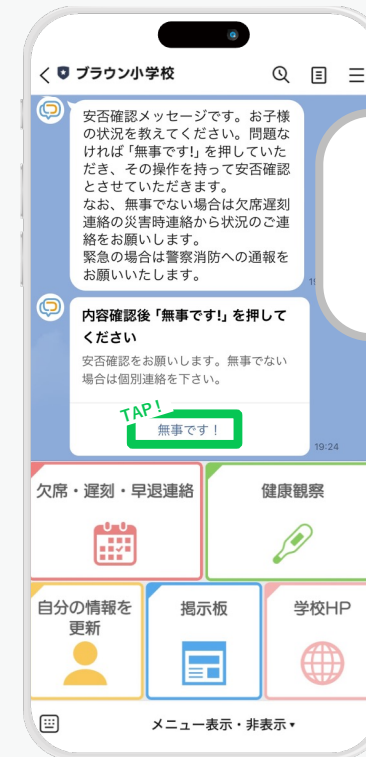 ブラウン小学校
安否確認メッセージです。お子様
の状況を教えてください。問題な
ければ「無事です!」を押していた
だき、その操作を持って安否確認
とさせていただきます。
なお、無事でない場合は欠席遅刻
連絡の災害時連絡から状況のご連
絡をお願いします。
緊急の場合は警察消防への通報を
お願いいたします。
内容確認後「無事です!」を押して
ください
安否確認をお願いします。無事でない
場合は個別連絡を下さい。
TAP!
無事です！
19:24
欠席・遅刻・早退連絡
健康観察
自分の情報を
更新
掲示板
学校HP
メニュー表示・非表示▾